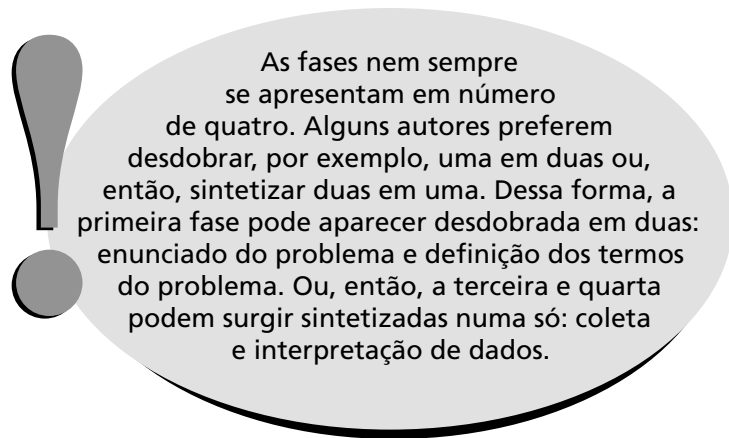 As fases nem sempre
se apresentam em número
de quatro. Alguns autores preferem
desdobrar, por exemplo, uma em duas ou,
então, sintetizar duas em uma. Dessa forma, a
primeira fase pode aparecer desdobrada em duas:
enunciado do problema e definição dos termos
do problema. Ou, então, a terceira e quarta
podem surgir sintetizadas numa só: coleta
e interpretação de dados.